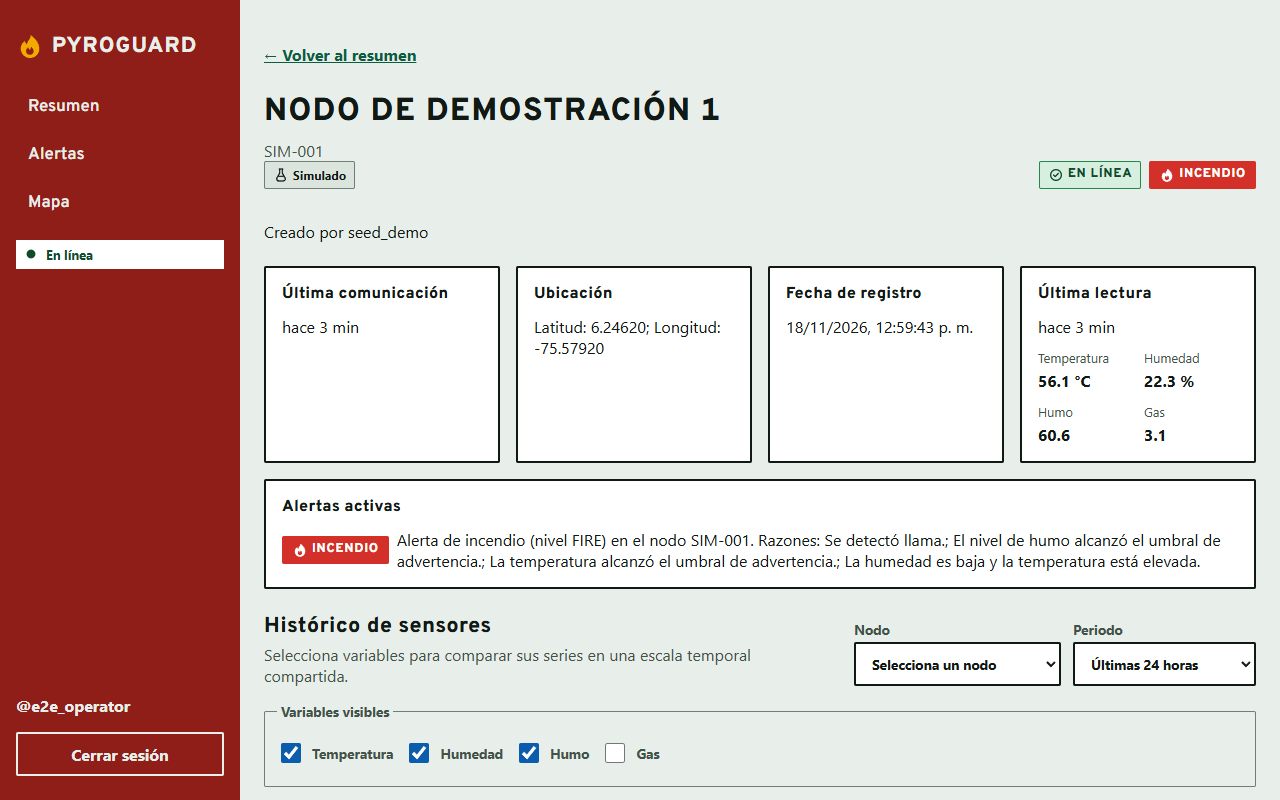 PYROGUARD
Resumen
Alertas
Mapa
En línea
@e2e_operator
Cerrar sesión
← Volver al resumen
NODO DE DEMOSTRACIÓN 1
SIM-001
Simulado
EN LÍNEA
INCENDIO
Creado por seed_demo
Última comunicación
hace 3 min
Ubicación
Latitud: 6.24620; Longitud:
-75.57920
Fecha de registro
18/11/2026, 12:59:43 p. m.
Última lectura
hace 3 min
Temperatura
56.1 °C
Humedad
22.3 %
Humo
60.6
Gas
3.1
Alertas activas
INCENDIO
Alerta de incendio (nivel FIRE) en el nodo SIM-001. Razones: Se detectó llama.; El nivel de humo alcanzó el umbral de
advertencia.; La temperatura alcanzó el umbral de advertencia.; La humedad es baja y la temperatura está elevada.
Histórico de sensores
Selecciona variables para comparar sus series en una escala temporal
compartida.
Nodo
Selecciona un nodo
Periodo
Últimas 24 horas
Variables visibles
Temperatura
Humedad
Humo
Gas